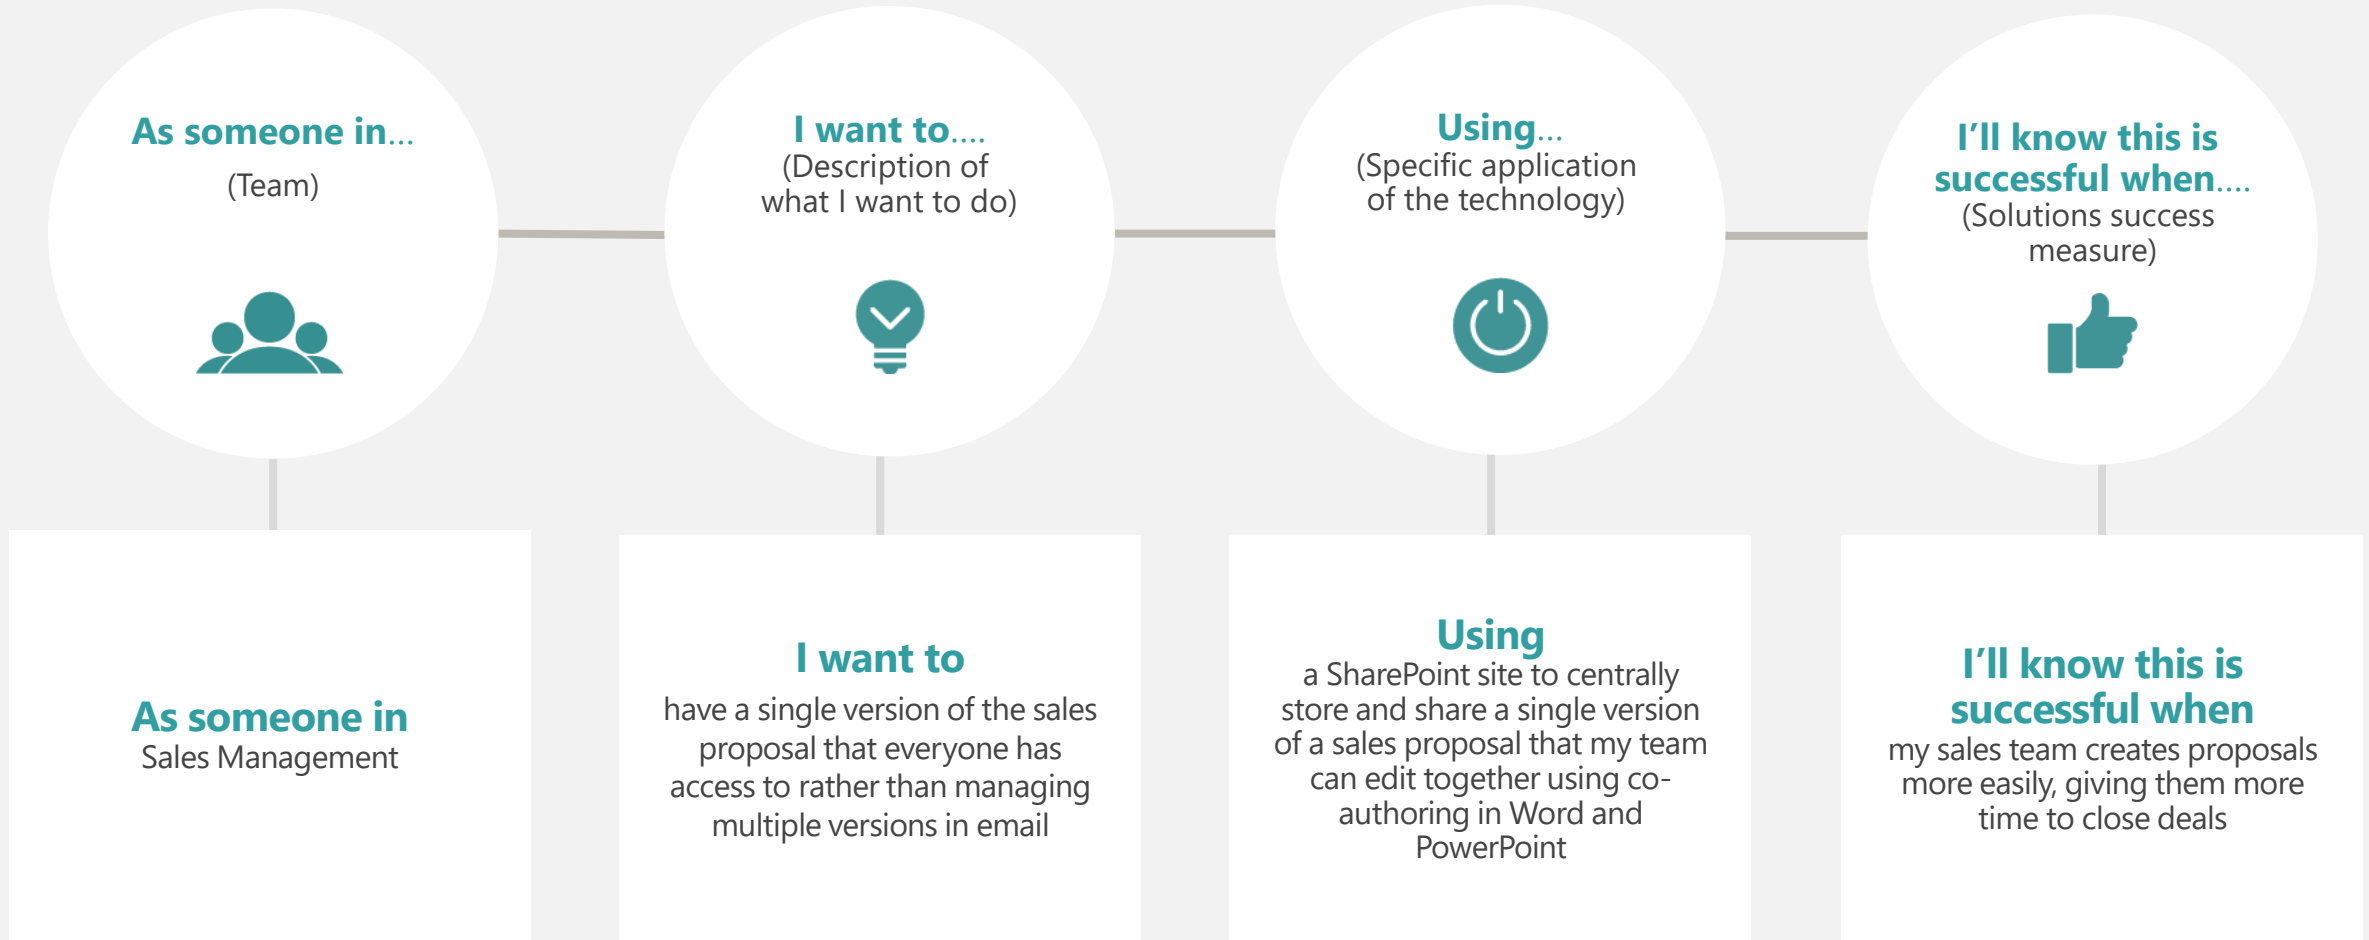 As someone in...
(Team)
I want to....
(Description of
what I want to do)
Using...
(Specific application
of the technology)
I’ll know this is
successful when....
(Solutions success
measure)
As someone in
Sales Management
I want to
have a single version of the sales
proposal that everyone has
access to rather than managing
multiple versions in email
Using
a SharePoint site to centrally
store and share a single version
of a sales proposal that my team
can edit together using co-
authoring in Word and
PowerPoint
I’ll know this is
successful when
my sales team creates proposals
more easily, giving them more
time to close deals